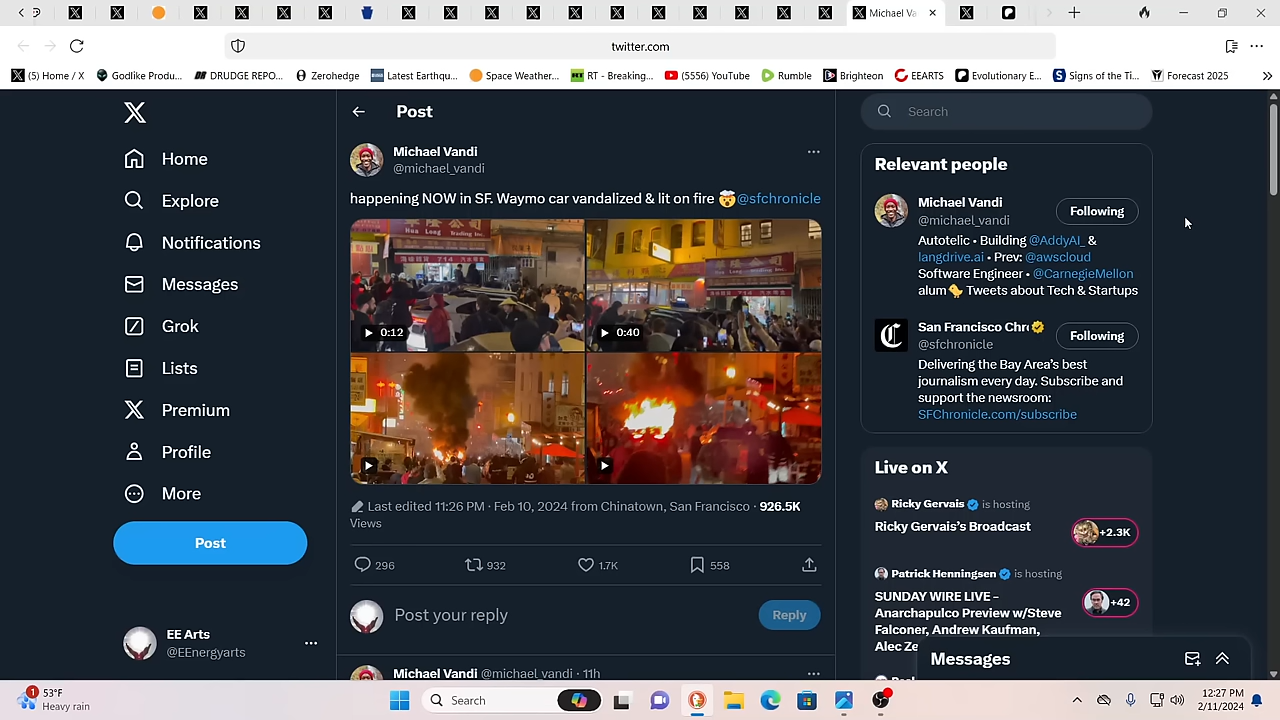 Michael Va
twitter.com
(5) Home / X
Godlike Produ...
DRUDGE REPO...
Zerohedge
Latest Earthqu...
Space Weather...
RT - Breaking...
(5556) YouTube
Rumble
Brighteon
EEARTS
Evolutionary E...
Signs of the Ti...
Forecast 2025
Home
Explore
Notifications
Messages
Grok
Lists
Premium
Profile
More
Post
EE Arts
@EEnergyarts
Post
Michael Vandi
@michael_vandi
happening NOW in SF. Waymo car vandalized & lit on fire 🤯@sfchronicle
Hua Long
Trading Inc.
714
0:12
0:40
Last edited 11:26 PM · Feb 10, 2024 from Chinatown, San Francisco · 926.5K
Views
296
932
1.7K
558
Post your reply
Reply
Michael Vandi @michael_vandi · 11h
Search
Relevant people
Michael Vandi
@michael_vandi
Following
Autotelic • Building @AddyAI_ &
langdrive.ai • Prev: @awscloud
Software Engineer • @CarnegieMellon
alum🐤 Tweets about Tech & Startups
San Francisco Chr
@sfchronicle
Following
Delivering the Bay Area's best
journalism every day. Subscribe and
support the newsroom:
SFChronicle.com/subscribe
Live on X
Ricky Gervais is hosting
Ricky Gervais's Broadcast
+2.3K
Patrick Henningsen is hosting
SUNDAY WIRE LIVE –
Anarchapulco Preview w/Steve
Falconer, Andrew Kaufman,
Alec Ze
+42
Messages
1
53°F
Heavy rain
Search
12:27 PM
2/11/2024